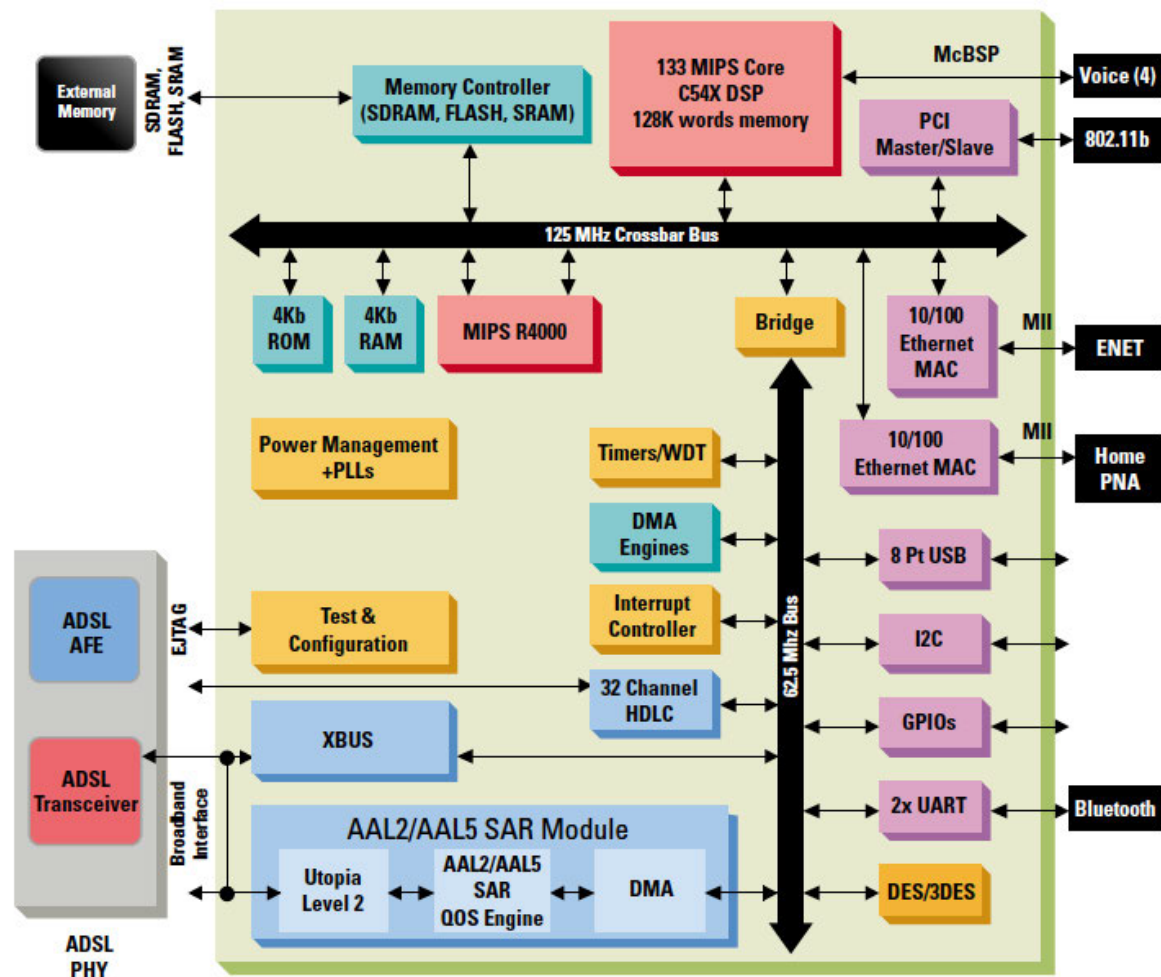 External
Memory
SDRAM,
FLASH, SRAM
Memory Controller
(SDRAM, FLASH, SRAM)
133 MIPS Core
C54X DSP
128K words memory
McBSP
Voice (4)
PCI
Master/Slave
802.11b
125 MHz Crossbar Bus
4Kb
ROM
4Kb
RAM
MIPS R4000
Bridge
10/100
Ethernet
MAC
MII
ENET
Power Management
+PLLs
Timers/WDT
10/100
Ethernet MAC
MII
Home
PNA
DMA
Engines
8 Pt USB
ADSL
AFE
EJTAG
Test &
Configuration
Interrupt
Controller
62.5 Mhz Bus
I2C
32 Channel
HDLC
GPIOs
XBUS
ADSL
Transceiver
Broadband
Interface
2x UART
Bluetooth
AAL2/AAL5 SAR Module
Utopia
Level 2
AAL2/AAL5
SAR
QOS Engine
DMA
DES/3DES
ADSL
PHY